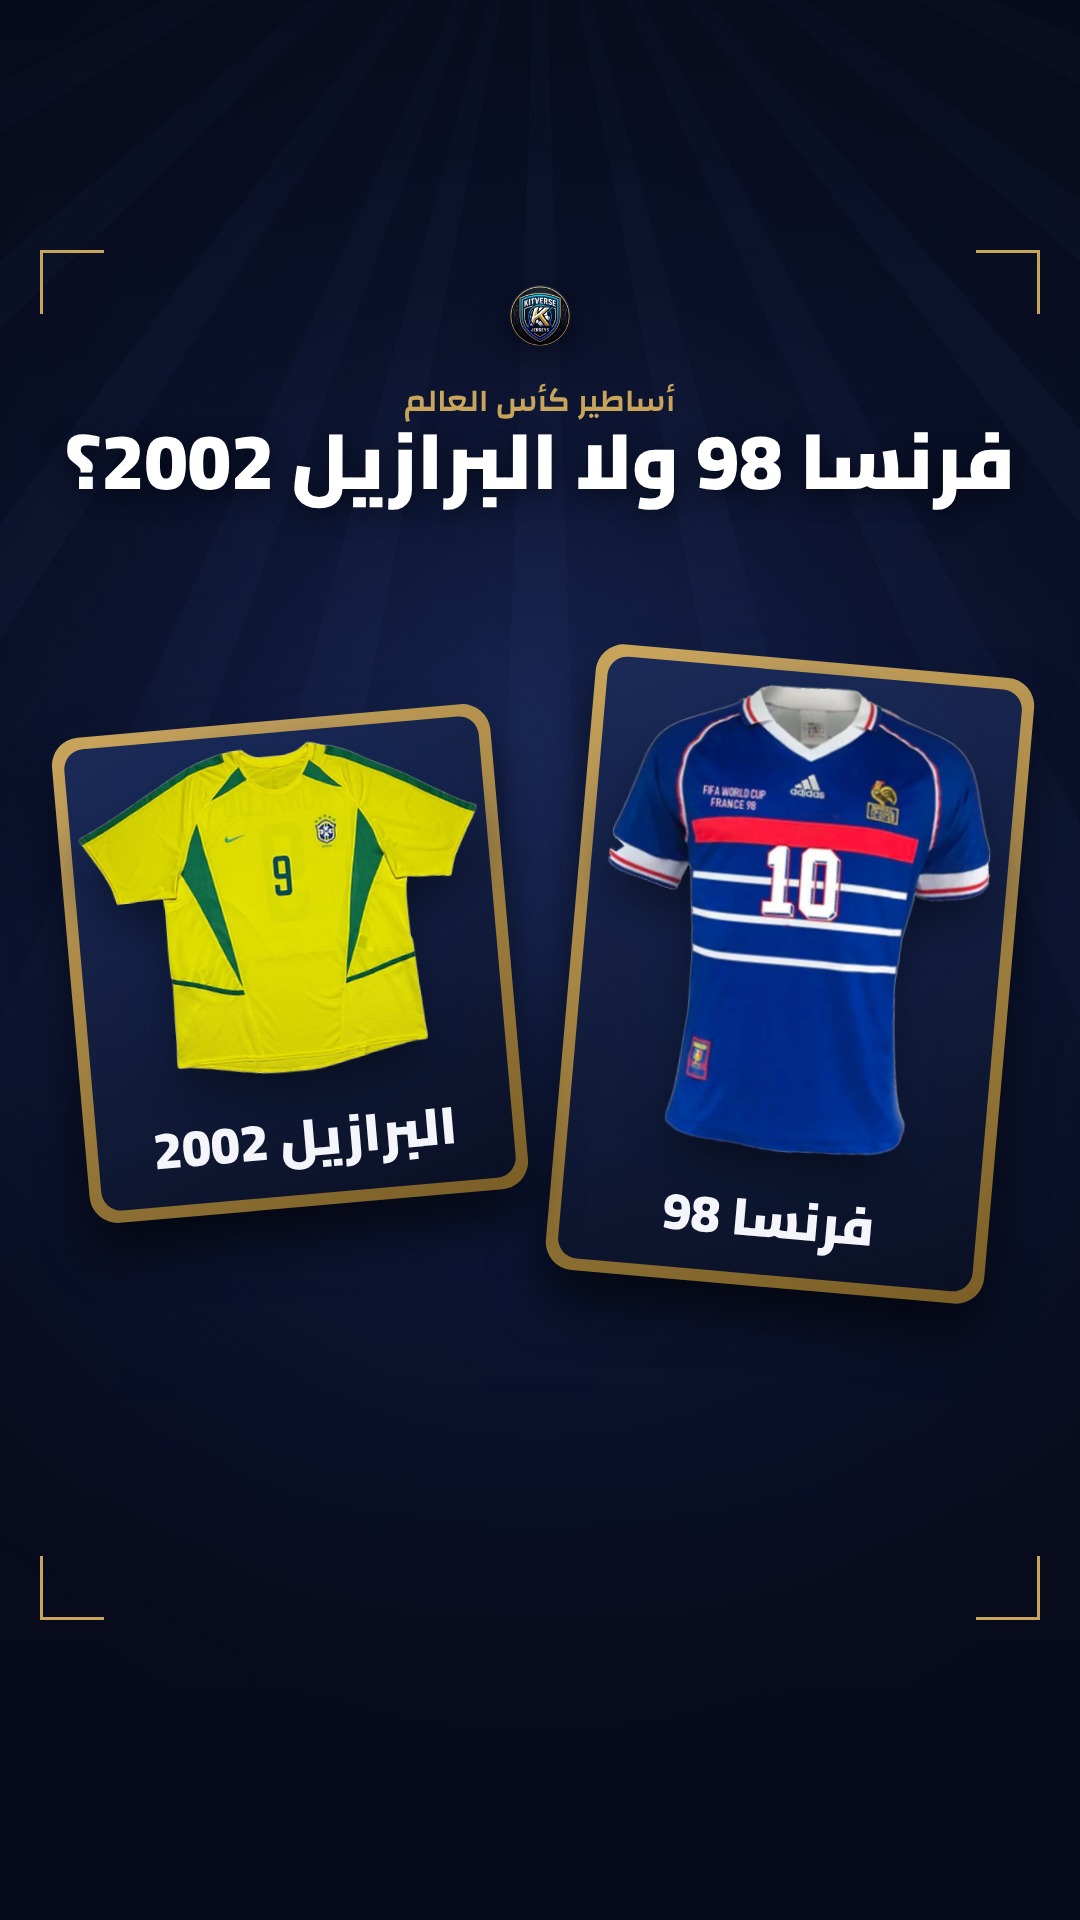 KITVERSE
K
JERSEYS
أساطير كأس العالم
فرنسا 98 ولا البرازيل 2002؟
FIFA WORLD CUP
FRANCE 98
adidas
10
9
فرنسا 98
البرازيل 2002